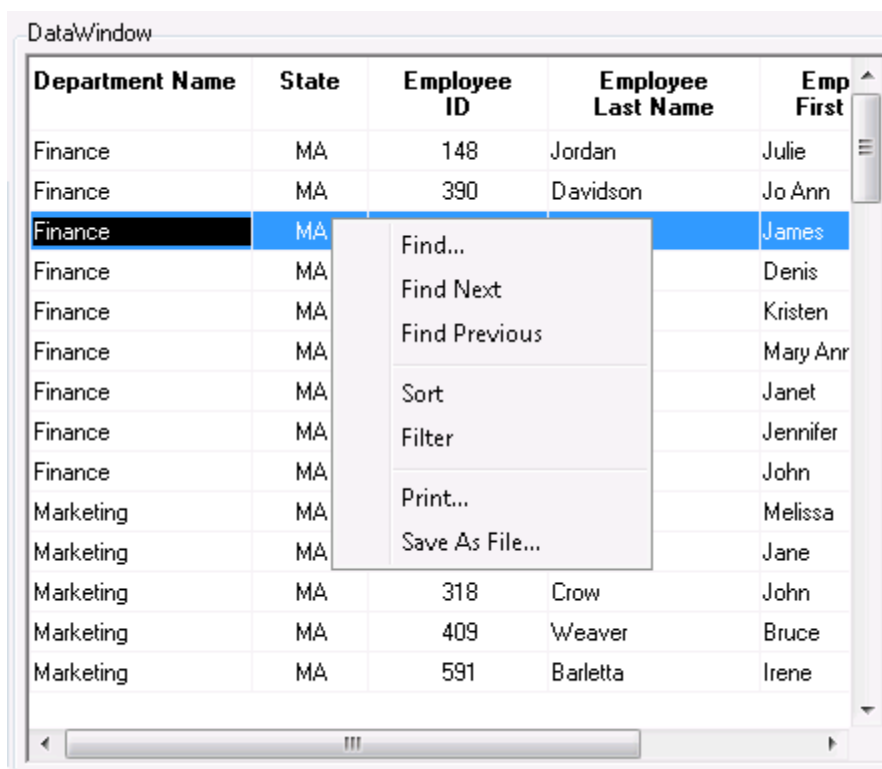 DataWindow
Department Name State Employee ID Employee Last Name Emp First
Finance MA 148 Jordan Julie
Finance MA 390 Davidson Jo Ann
Finance MA James
Finance MA Denis
Finance MA Kristen
Finance MA Mary Ann
Finance MA Janet
Finance MA Jennifer
Finance MA John
Marketing MA Melissa
Marketing MA Jane
Marketing MA 318 Crow John
Marketing MA 409 Weaver Bruce
Marketing MA 591 Barletta Irene
Find...
Find Next
Find Previous
Sort
Filter
Print...
Save As File...